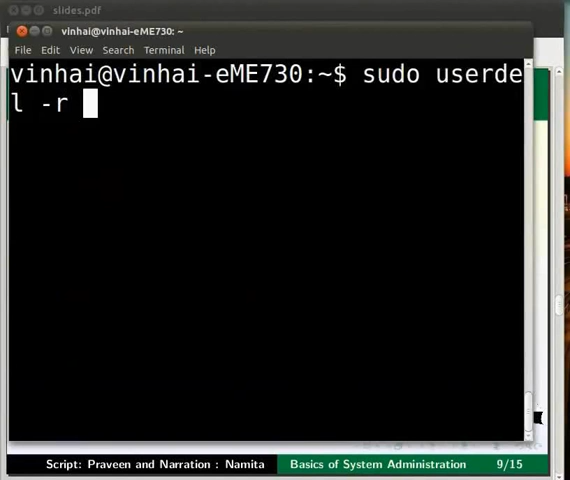 slides.pdf
vinhai@vinhai-eME730: ~
File Edit View Search Terminal Help
vinhai@vinhai-eME730:~$ sudo userde
l -r
Script: Praveen and Narration : Namita Basics of System Administration 9/15